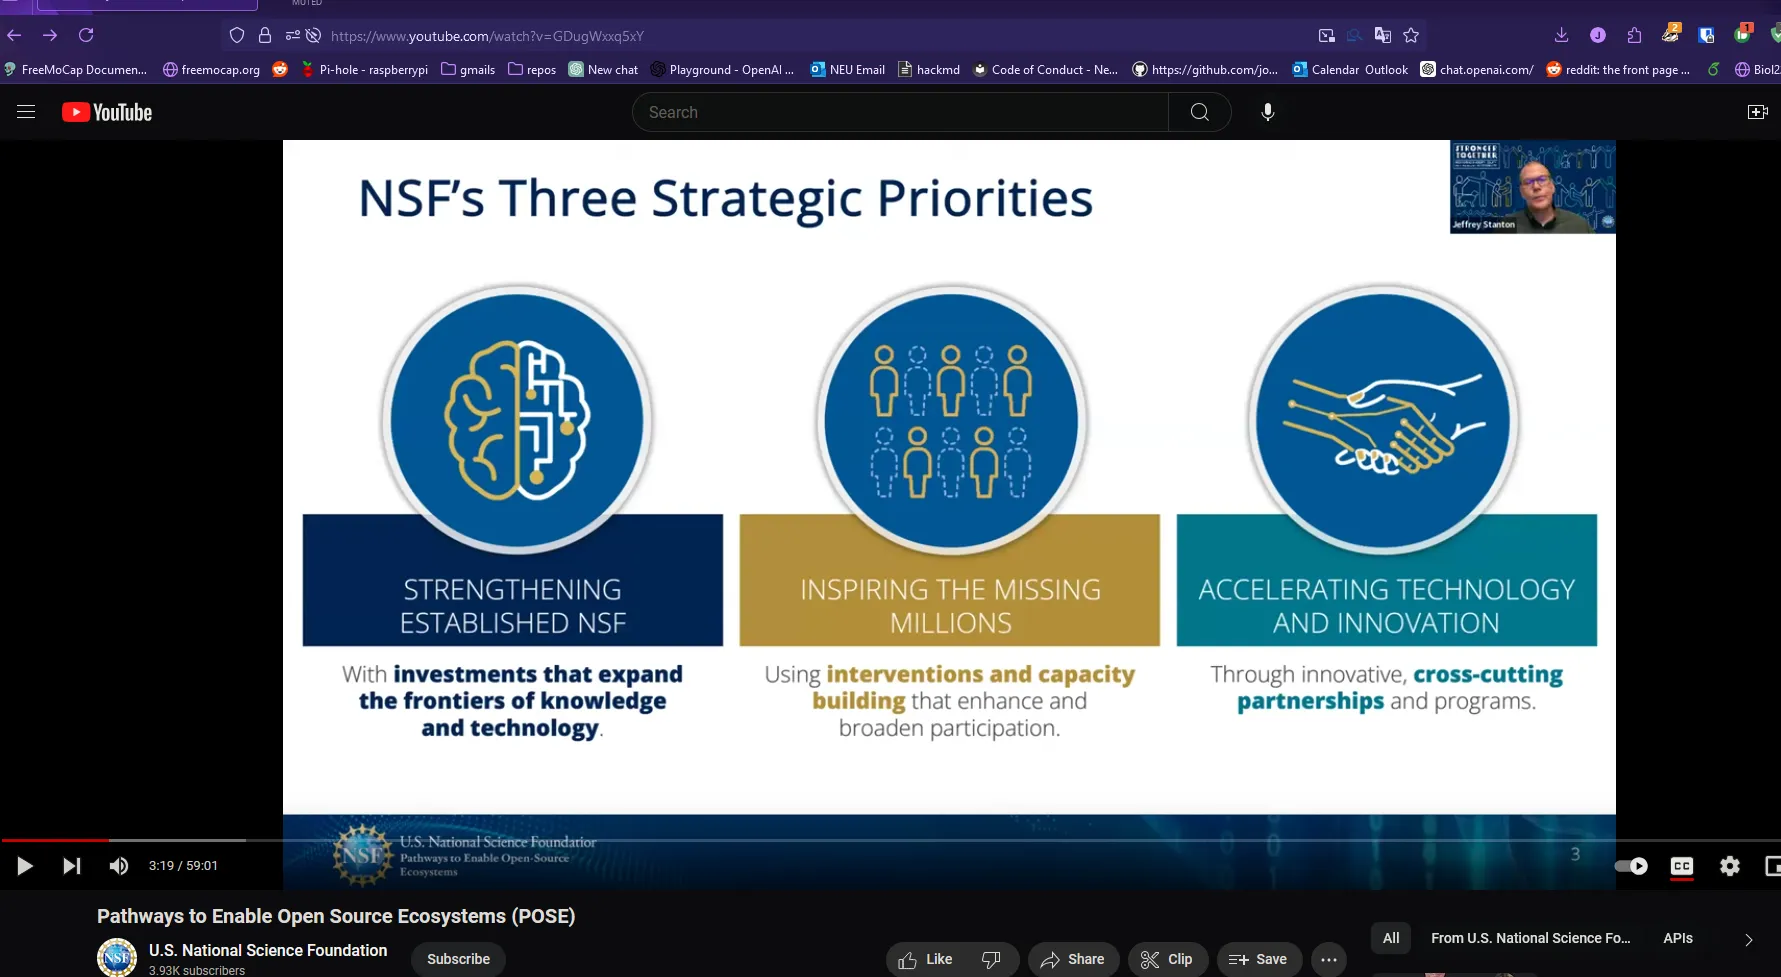 MUTED
https://www.youtube.com/watch?v=GDugWxxq5xY
2
1
FreeMoCap Documen...
freemocap.org
Pi-hole - raspberrypi
gmails
repos
New chat
Playground - OpenAI ...
NEU Email
hackmd
Code of Conduct - Ne...
https://github.com/jo...
Calendar Outlook
chat.openai.com/
reddit: the front page ...
Biol2
YouTube
Search
NSF's Three Strategic Priorities
STRONGER
TOGETHER
Jeffrey Stanton
STRENGTHENING
ESTABLISHED NSF
With investments that expand
the frontiers of knowledge
and technology.
INSPIRING THE MISSING
MILLIONS
Using interventions and capacity
building that enhance and
broaden participation.
ACCELERATING TECHNOLOGY
AND INNOVATION
Through innovative, cross-cutting
partnerships and programs.
NSF
U.S. National Science Foundation
Pathways to Enable Open-Source
Ecosystems
3
3:19 / 59:01
CC
Pathways to Enable Open Source Ecosystems (POSE)
NSF
U.S. National Science Foundation
3.93K subscribers
Subscribe
Like
Share
Clip
Save
All
From U.S. National Science Fo...
APIs